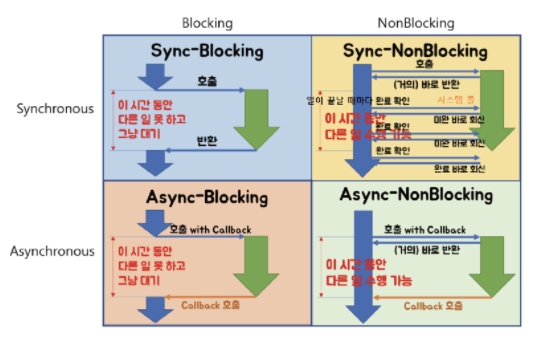 Blocking
NonBlocking
Synchronous
Sync-Blocking
호출
이 시간 동안
다른 일 못 하고
그냥 대기
반환
Sync-NonBlocking
호출
(거의) 바로 반환
일이 끝날 때마다 완료 확인
시스템 콜
이 시간 동안
미완 바로 회신
완료 확인
다른 일 수행 가능
미완 바로 회신
완료 확인
완료 바로 회신
Asynchronous
Async-Blocking
호출 with Callback
이 시간 동안
다른 일 못 하고
그냥 대기
Callback 호출
Async-NonBlocking
호출 with Callback
(거의) 바로 반환
이 시간 동안
다른 일 수행 가능
Callback 호출